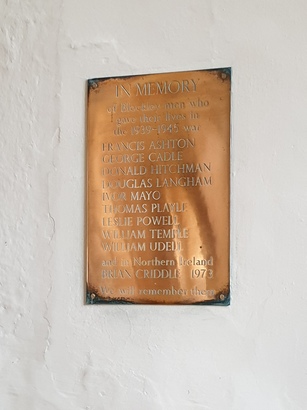 IN MEMORY
of men who
gave their lives in
the 1939-1945 war
FRANCIS ASHTON
GEORGE CADLE
DONALD HITCHMAN
DOUGLAS LANGHAM
IVOR MAYO
THOMAS
LESLIE POWELL
WILLIAM TEMPLE
WILLIAM UDELL
and in Northern Ireland
BRIAN CRIDDLE 1973
We will remember them